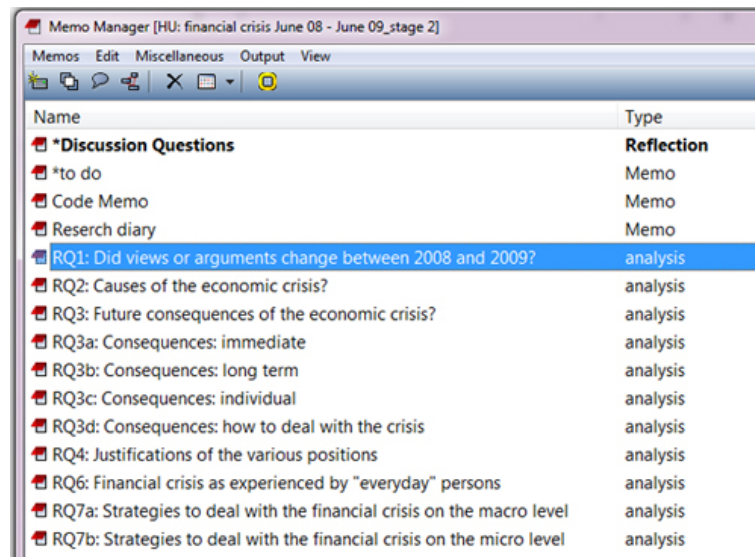 Memo Manager [HU: financial crisis June 08 - June 09_stage 2]
Memos Edit Miscellaneous Output View
Name Type
*Discussion Questions Reflection
*to do Memo
Code Memo Memo
Reserch diary Memo
RQ1: Did views or arguments change between 2008 and 2009? analysis
RQ2: Causes of the economic crisis? analysis
RQ3: Future consequences of the economic crisis? analysis
RQ3a: Consequences: immediate analysis
RQ3b: Consequences: long term analysis
RQ3c: Consequences: individual analysis
RQ3d: Consequences: how to deal with the crisis analysis
RQ4: Justifications of the various positions analysis
RQ6: Financial crisis as experienced by "everyday" persons analysis
RQ7a: Strategies to deal with the financial crisis on the macro level analysis
RQ7b: Strategies to deal with the financial crisis on the micro level analysis